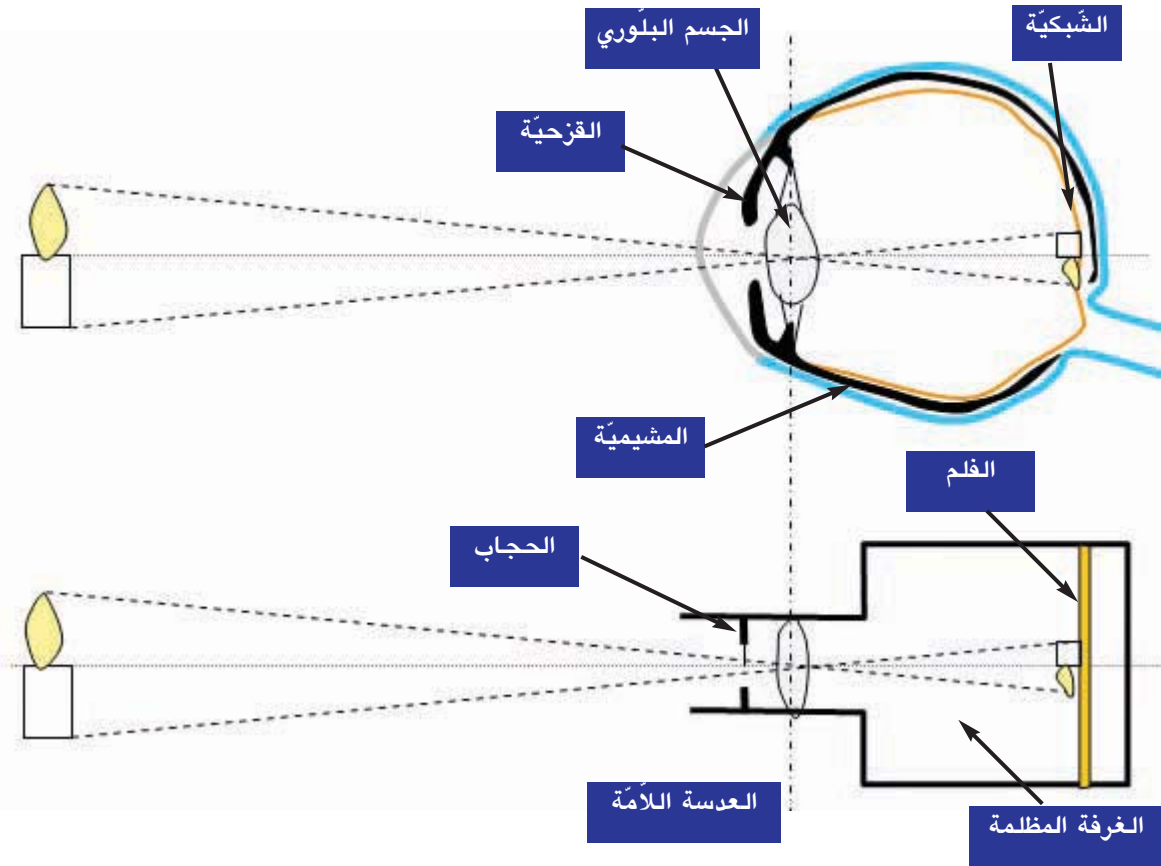 الشّبكيّة
الجسم البلّوري
القزحيّة
المشيميّة
الفلم
الحجاب
العدسة اللاّمّة
الغرفة المظلمة